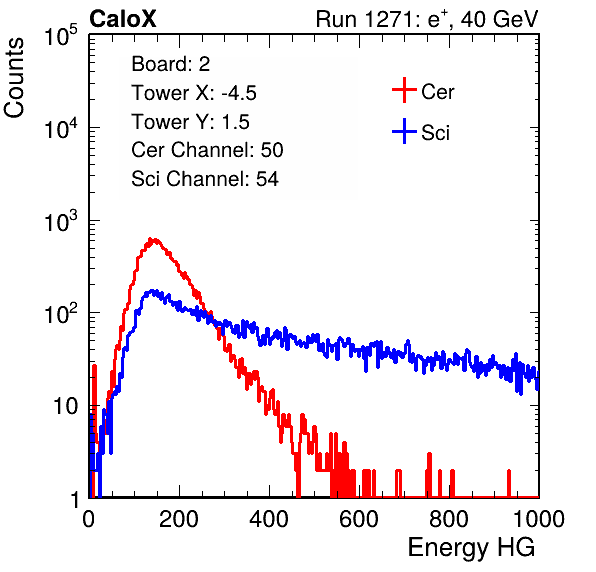 CaloX Run 1271: e⁺, 40 GeV
Counts
10⁵
10⁴
10³
10²
10
1
Board: 2
Tower X: -4.5
Tower Y: 1.5
Cer Channel: 50
Sci Channel: 54
Cer
Sci
0 200 400 600 800 1000
Energy HG